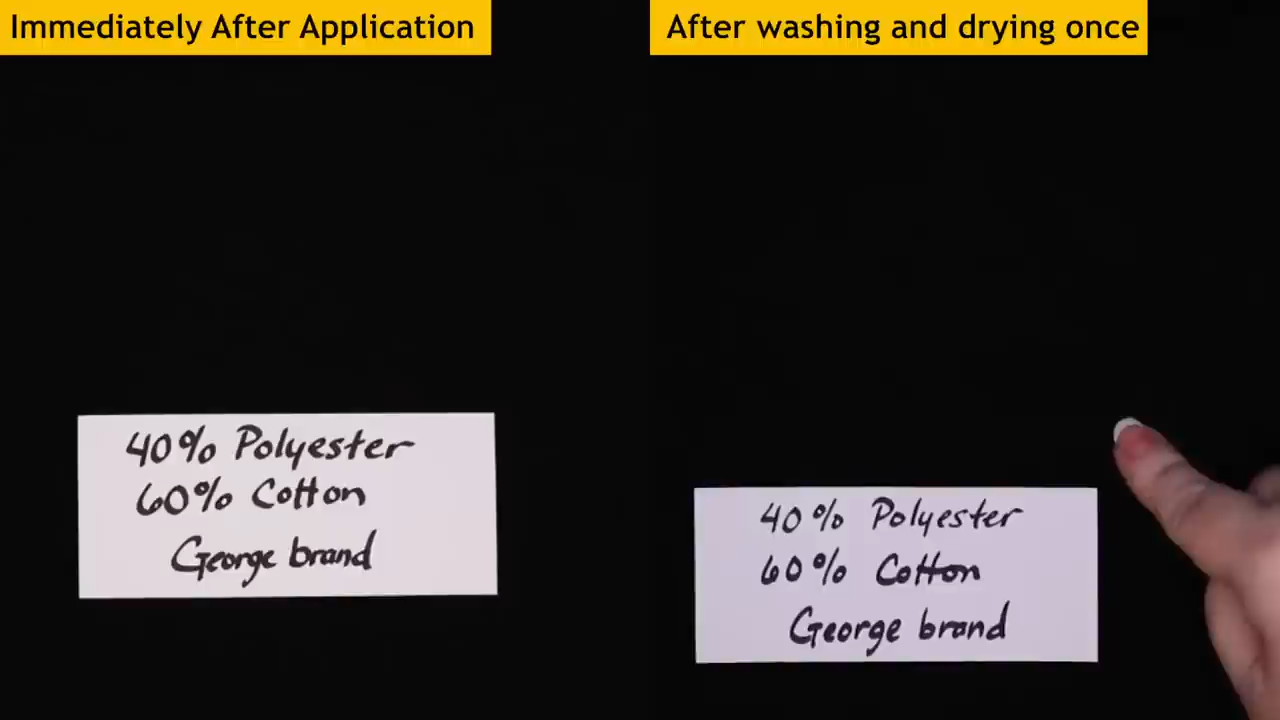 Immediately After Application
40% Polyester
60% Cotton
George brand
After washing and drying once
40% Polyester
60% Cotton
George brand